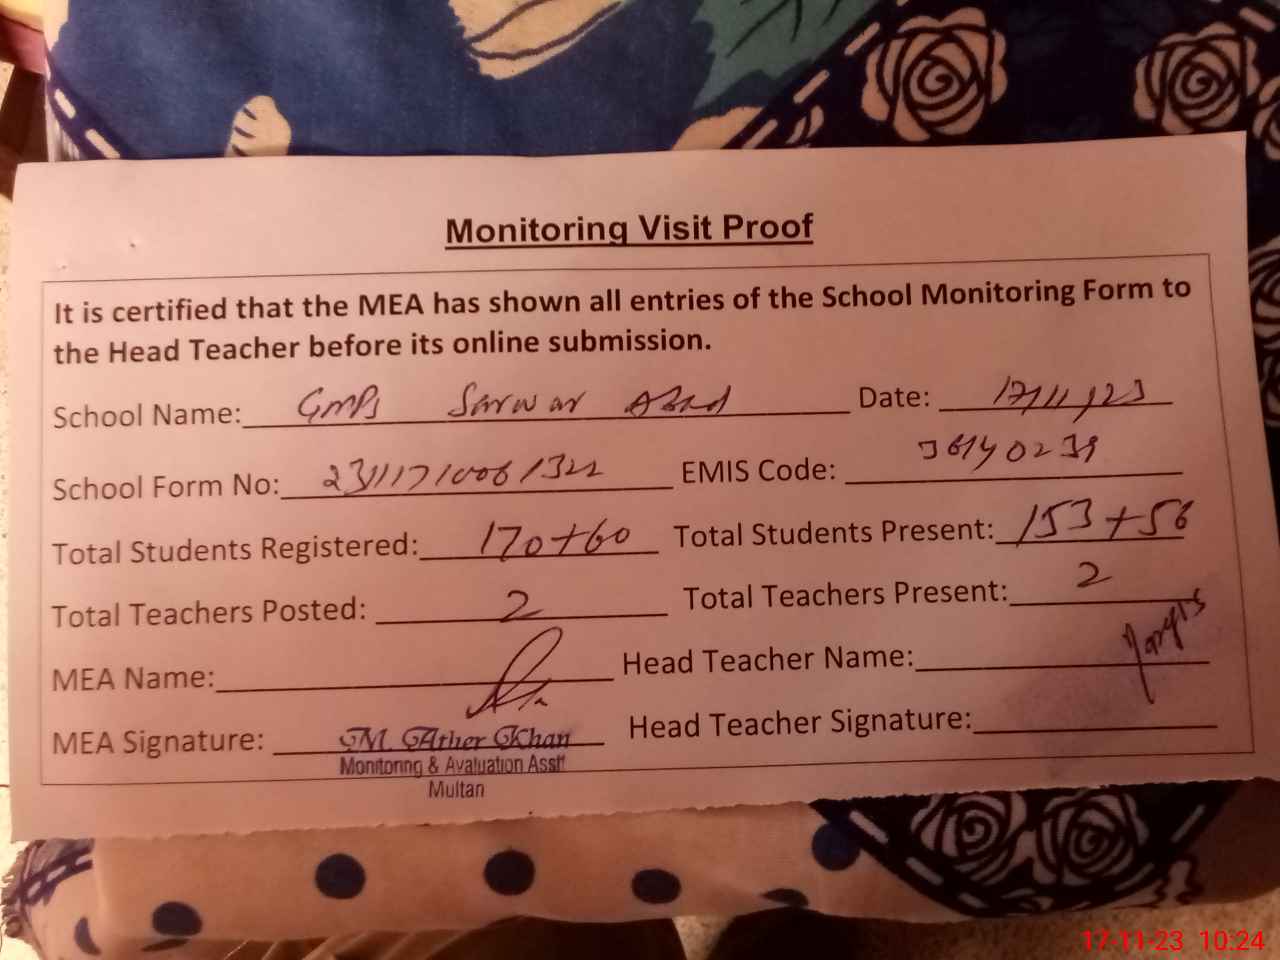 Monitoring Visit Proof
It is certified that the MEA has shown all entries of the School Monitoring Form to
the Head Teacher before its online submission.
School Name: GMPS Sarwar Abad Date: 17/11/23
School Form No: EMIS Code:
Total Students Registered: 170+60 Total Students Present: 153+56
Total Teachers Posted: 2 Total Teachers Present: 2
MEA Name: Head Teacher Name: Nargis
MEA Signature: M. Ather Khan Head Teacher Signature:
Monitoring & Avaluation Asstt
Multan
17-11-23 10:24